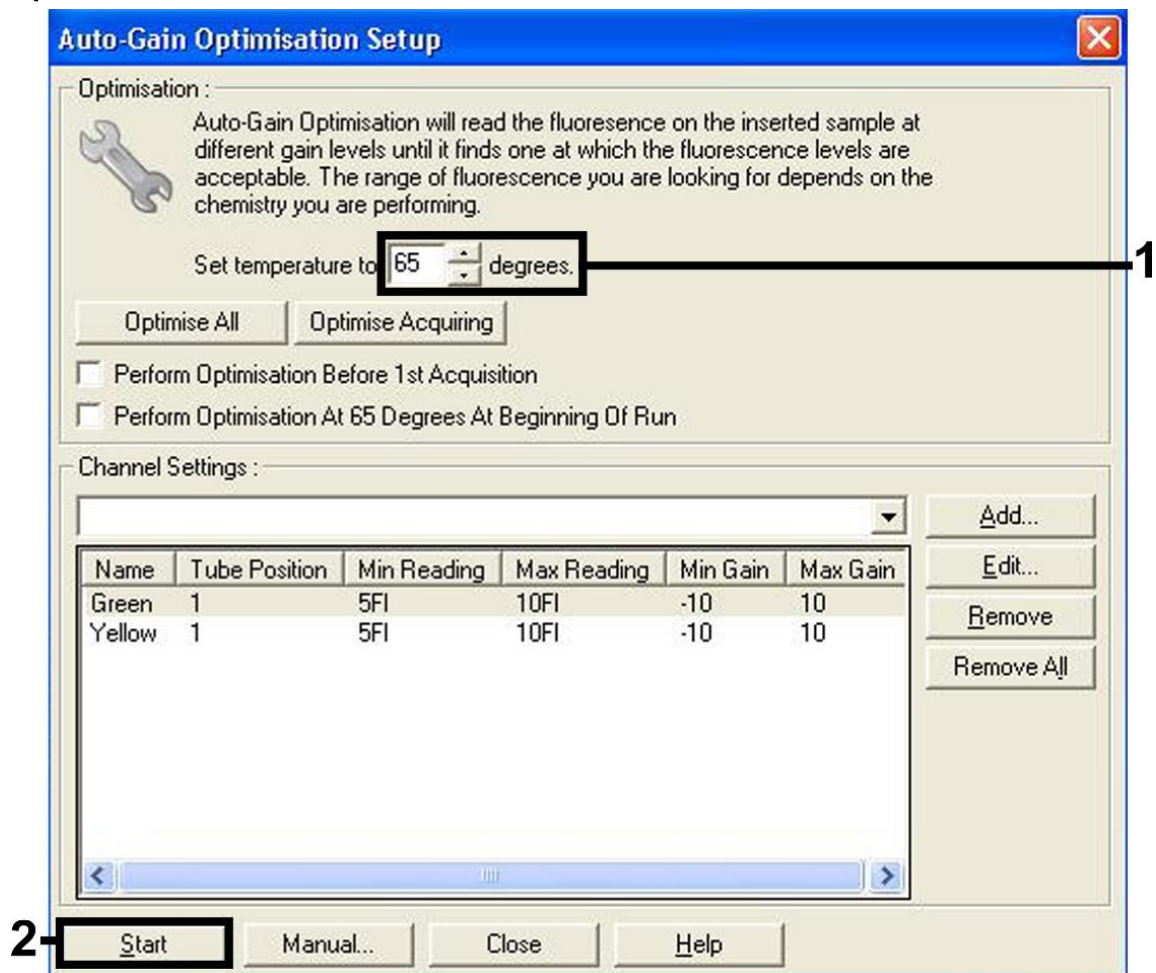 Auto-Gain Optimisation Setup
Optimisation :
Auto-Gain Optimisation will read the fluoresence on the inserted sample at
different gain levels until it finds one at which the fluorescence levels are
acceptable. The range of fluorescence you are looking for depends on the
chemistry you are performing.
Set temperature to 65 degrees.
1
Optimise All Optimise Acquiring
Perform Optimisation Before 1st Acquisition
Perform Optimisation At 65 Degrees At Beginning Of Run
Channel Settings :
Add...
Name Tube Position Min Reading Max Reading Min Gain Max Gain
Edit...
Green 1 5Fl 10Fl -10 10
Remove
Yellow 1 5Fl 10Fl -10 10
Remove All
2
Start Manual... Close Help